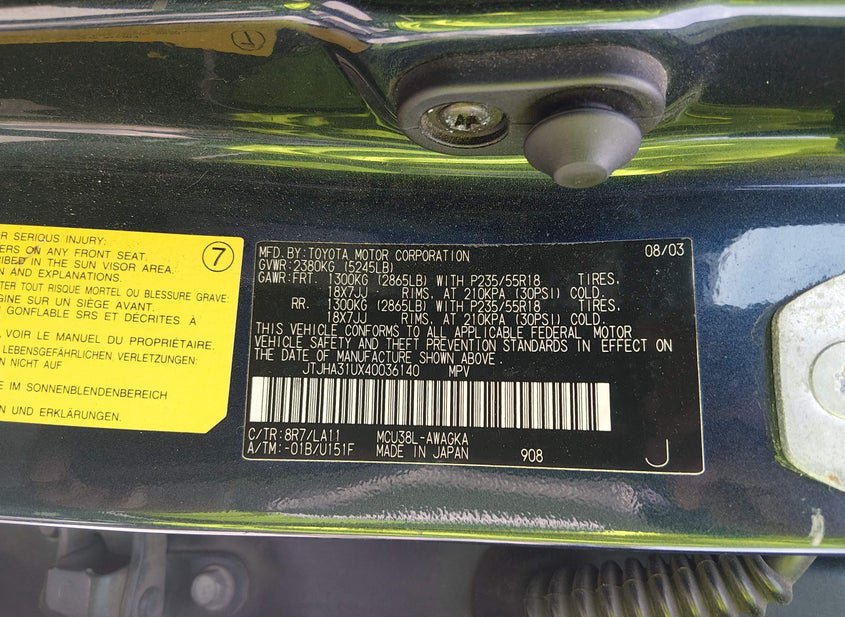 R SERIOUS INJURY:
ERS ON ANY FRONT SEAT.
DED IN THE SUN VISOR AREA.
N AND EXPLANATIONS.
ITER TOUT RISQUE MORTEL OU BLESSURE GRAVE:
NGINE SUR UN SIÈGE AVANT.
GONFLABLE SRS ET DÉCRITES À
VOIR LE MANUEL DU PROPRIÉTAIRE.
LEBENSGEFÄHRLICHEN VERLETZUNGEN:
N NICHT AUF
E IM SONNENBLENDENBEREICH
EN UND ERKLÄRUNGEN.
7
MFD. BY: TOYOTA MOTOR CORPORATION 08/03
GVWR: 2380KG (5245LB)
GAWR: FRT. 1300KG (2865LB) WITH P235/55R18 TIRES.
18X7JJ RIMS. AT 210KPA (30PSI) COLD.
RR. 1300KG (2865LB) WITH P235/55R18 TIRES.
18X7JJ RIMS. AT 210KPA (30PSI) COLD.
THIS VEHICLE CONFORMS TO ALL APPLICABLE FEDERAL MOTOR
VEHICLE SAFETY AND THEFT PREVENTION STANDARDS IN EFFECT ON
THE DATE OF MANUFACTURE SHOWN ABOVE.
JTJHA31UX40036140 MPV
C/TR: 8R7/LA11 MCU38L-AWAGKA
A/TM: -01B/U151F MADE IN JAPAN 908 J